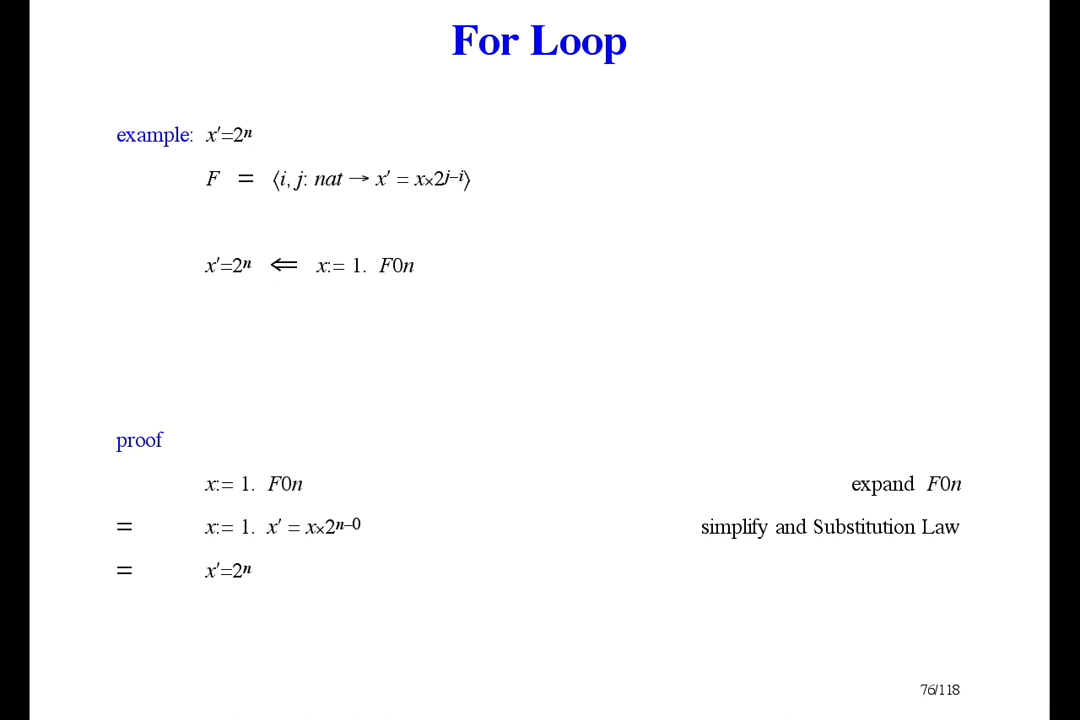 For Loop
example: x′=2ⁿ
F = ⟨i, j: nat → x′ = x×2ʲ⁻ⁱ⟩
x′=2ⁿ ⇐ x:= 1. F0n
proof
x:= 1. F0n expand F0n
= x:= 1. x′ = x×2ⁿ⁻⁰ simplify and Substitution Law
= x′=2ⁿ
76/118